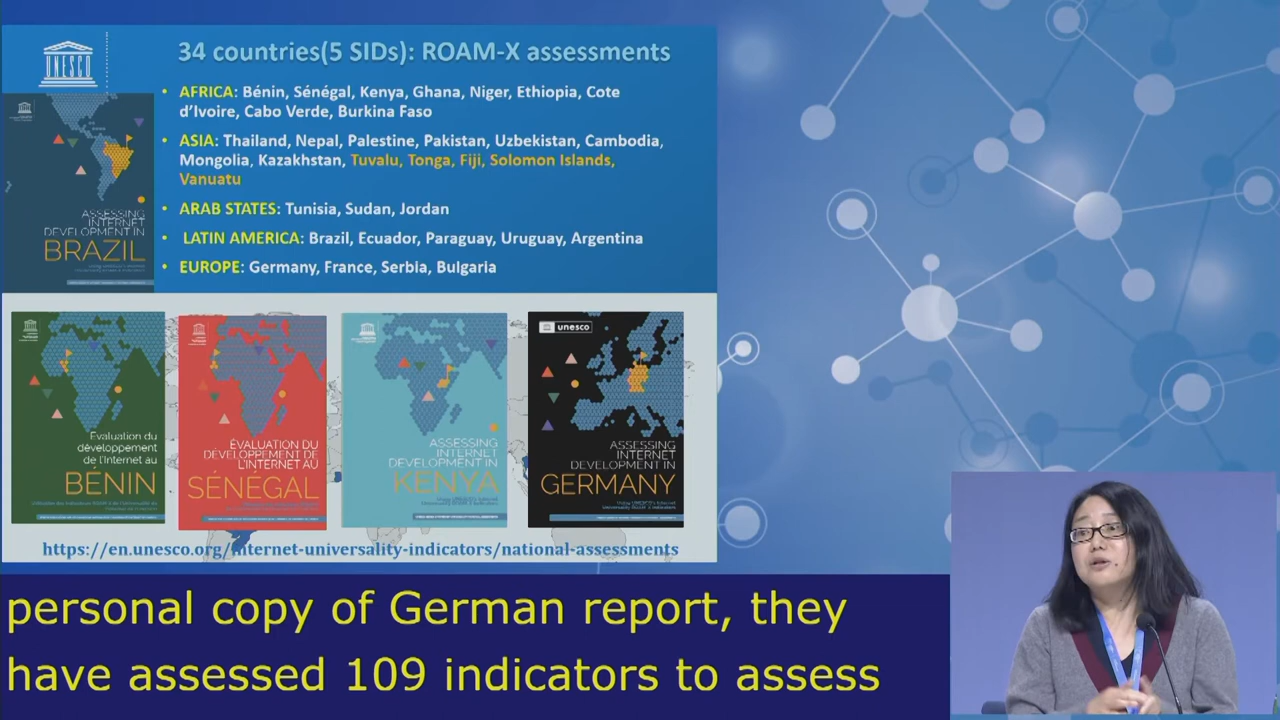 UNESCO
34 countries(5 SIDs): ROAM-X assessments
• AFRICA: Bénin, Sénégal, Kenya, Ghana, Niger, Ethiopia, Cote
d'Ivoire, Cabo Verde, Burkina Faso
• ASIA: Thailand, Nepal, Palestine, Pakistan, Uzbekistan, Cambodia,
Mongolia, Kazakhstan, Tuvalu, Tonga, Fiji, Solomon Islands,
Vanuatu
• ARAB STATES: Tunisia, Sudan, Jordan
• LATIN AMERICA: Brazil, Ecuador, Paraguay, Uruguay, Argentina
• EUROPE: Germany, France, Serbia, Bulgaria
ASSESSING
INTERNET
DEVELOPMENT IN
BRAZIL
Évaluation du
développement
de l'Internet au
BÉNIN
ÉVALUATION DU
DÉVELOPPEMENT DE
L'INTERNET AU
SÉNÉGAL
ASSESSING
INTERNET
DEVELOPMENT IN
KENYA
unesco
ASSESSING
INTERNET
DEVELOPMENT IN
GERMANY
https://en.unesco.org/internet-universality-indicators/national-assessments
personal copy of German report, they
have assessed 109 indicators to assess